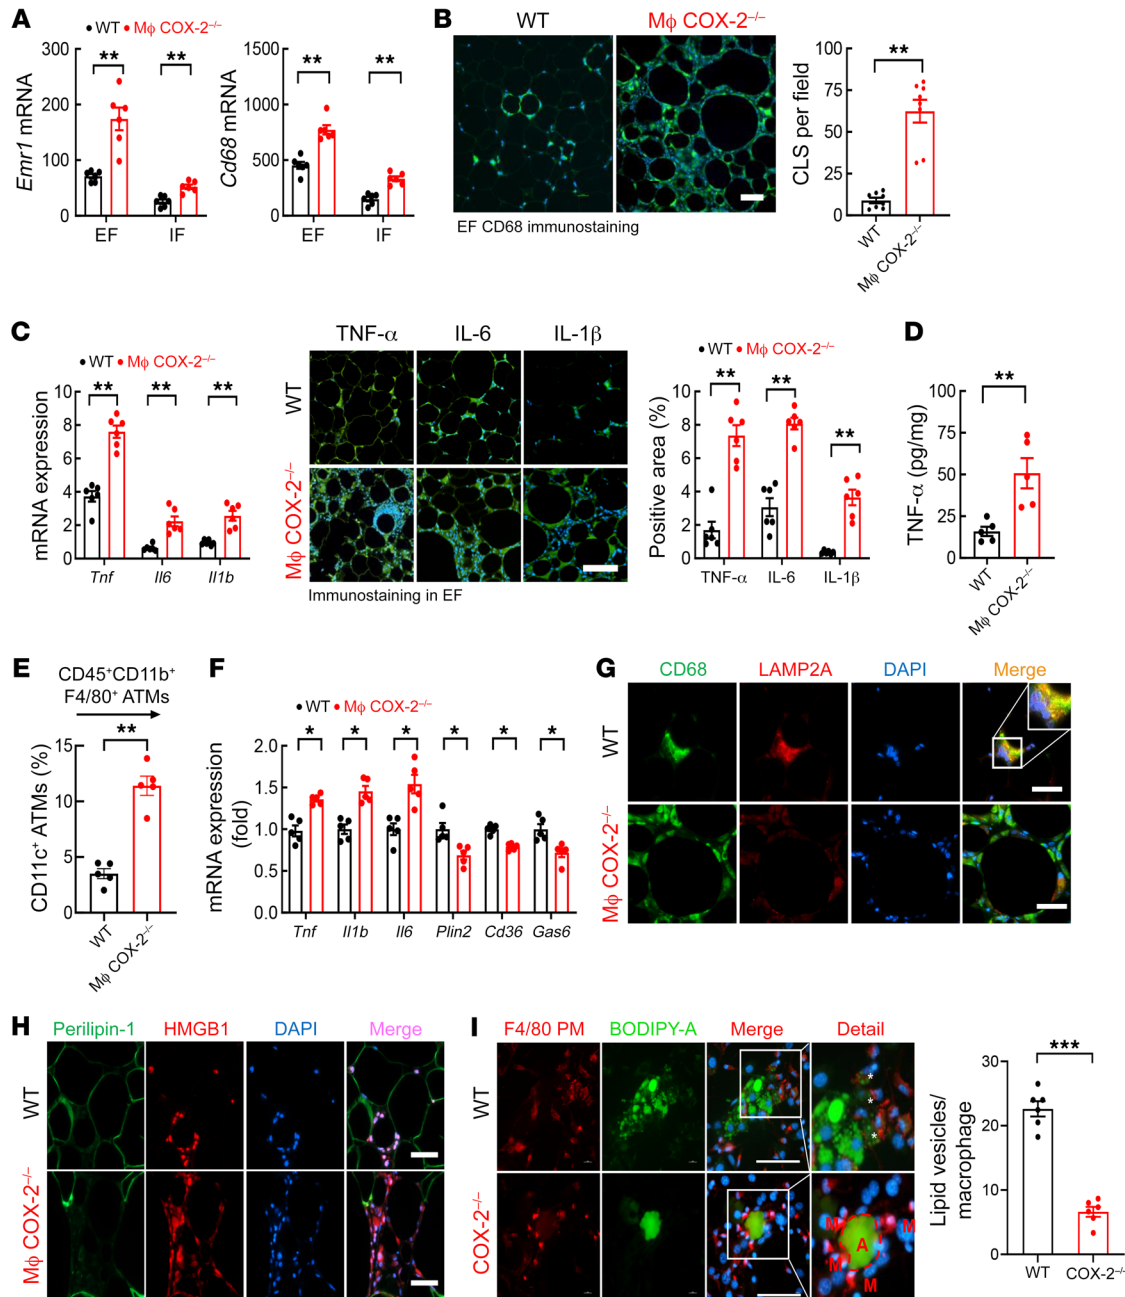 A
WT Mϕ COX-2–/–
Emr1 mRNA
300
200
100
0
**
**
EF
IF
Cd68 mRNA
1500
1000
500
0
**
**
EF
IF
B
WT
Mϕ COX-2–/–
EF CD68 immunostaining
CLS per field
100
75
50
25
0
**
WT
Mϕ COX-2–/–
C
WT Mϕ COX-2–/–
mRNA expression
10
8
6
4
2
0
**
**
**
Tnf
Il6
Il1b
TNF-α
IL-6
IL-1β
WT
Mϕ COX-2–/–
Immunostaining in EF
WT Mϕ COX-2–/–
Positive area (%)
10
8
6
4
2
0
**
**
**
TNF-α
IL-6
IL-1β
D
TNF-α (pg/mg)
100
75
50
25
0
**
WT
Mϕ COX-2–/–
E
CD45+CD11b+
F4/80+ ATMs
CD11c+ ATMs (%)
15
10
5
0
**
WT
Mϕ COX-2–/–
F
WT Mϕ COX-2–/–
mRNA expression
(fold)
2.0
1.5
1.0
0.5
0.0
*
*
*
*
*
*
Tnf
Il1b
Il6
Plin2
Cd36
Gas6
G
CD68
LAMP2A
DAPI
Merge
WT
Mϕ COX-2–/–
H
Perilipin-1
HMGB1
DAPI
Merge
WT
Mϕ COX-2–/–
I
F4/80 PM
BODIPY-A
Merge
Detail
WT
*
*
*
COX-2–/–
M
M
A
M
M
Lipid vesicles/
macrophage
30
20
10
0
***
WT
COX-2–/–